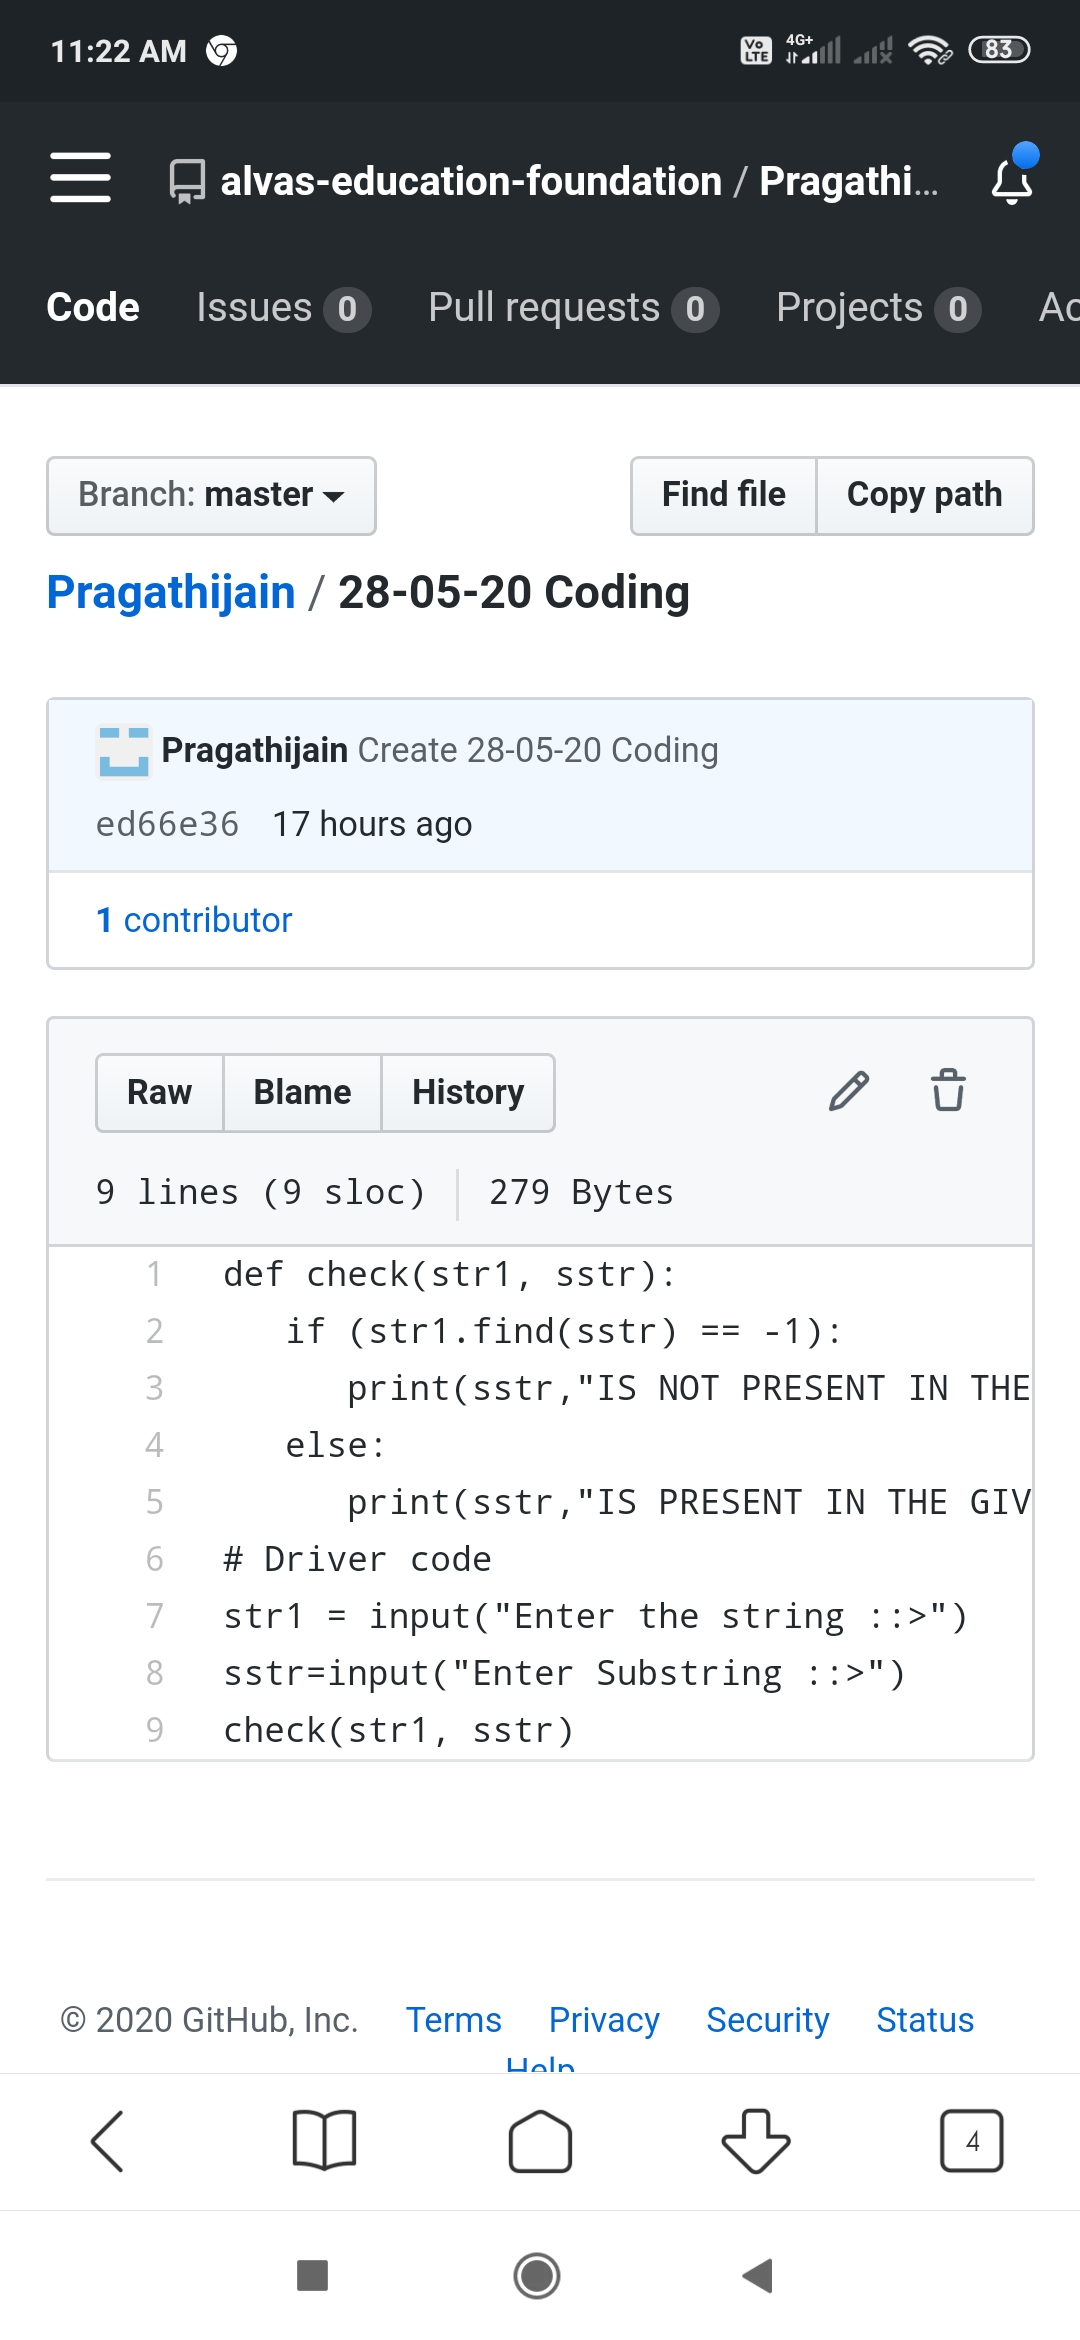 11:22 AM Vo LTE 4G+ 83
alvas-education-foundation / Pragathi...
Code Issues 0 Pull requests 0 Projects 0 Ac
Branch: master Find file Copy path
Pragathijain / 28-05-20 Coding
Pragathijain Create 28-05-20 Coding
ed66e36 17 hours ago
1 contributor
Raw Blame History
9 lines (9 sloc) 279 Bytes
1 def check(str1, sstr):
2    if (str1.find(sstr) == -1):
3       print(sstr,"IS NOT PRESENT IN THE
4    else:
5       print(sstr,"IS PRESENT IN THE GIV
6 # Driver code
7 str1 = input("Enter the string ::>")
8 sstr=input("Enter Substring ::>")
9 check(str1, sstr)
© 2020 GitHub, Inc. Terms Privacy Security Status
Help
4